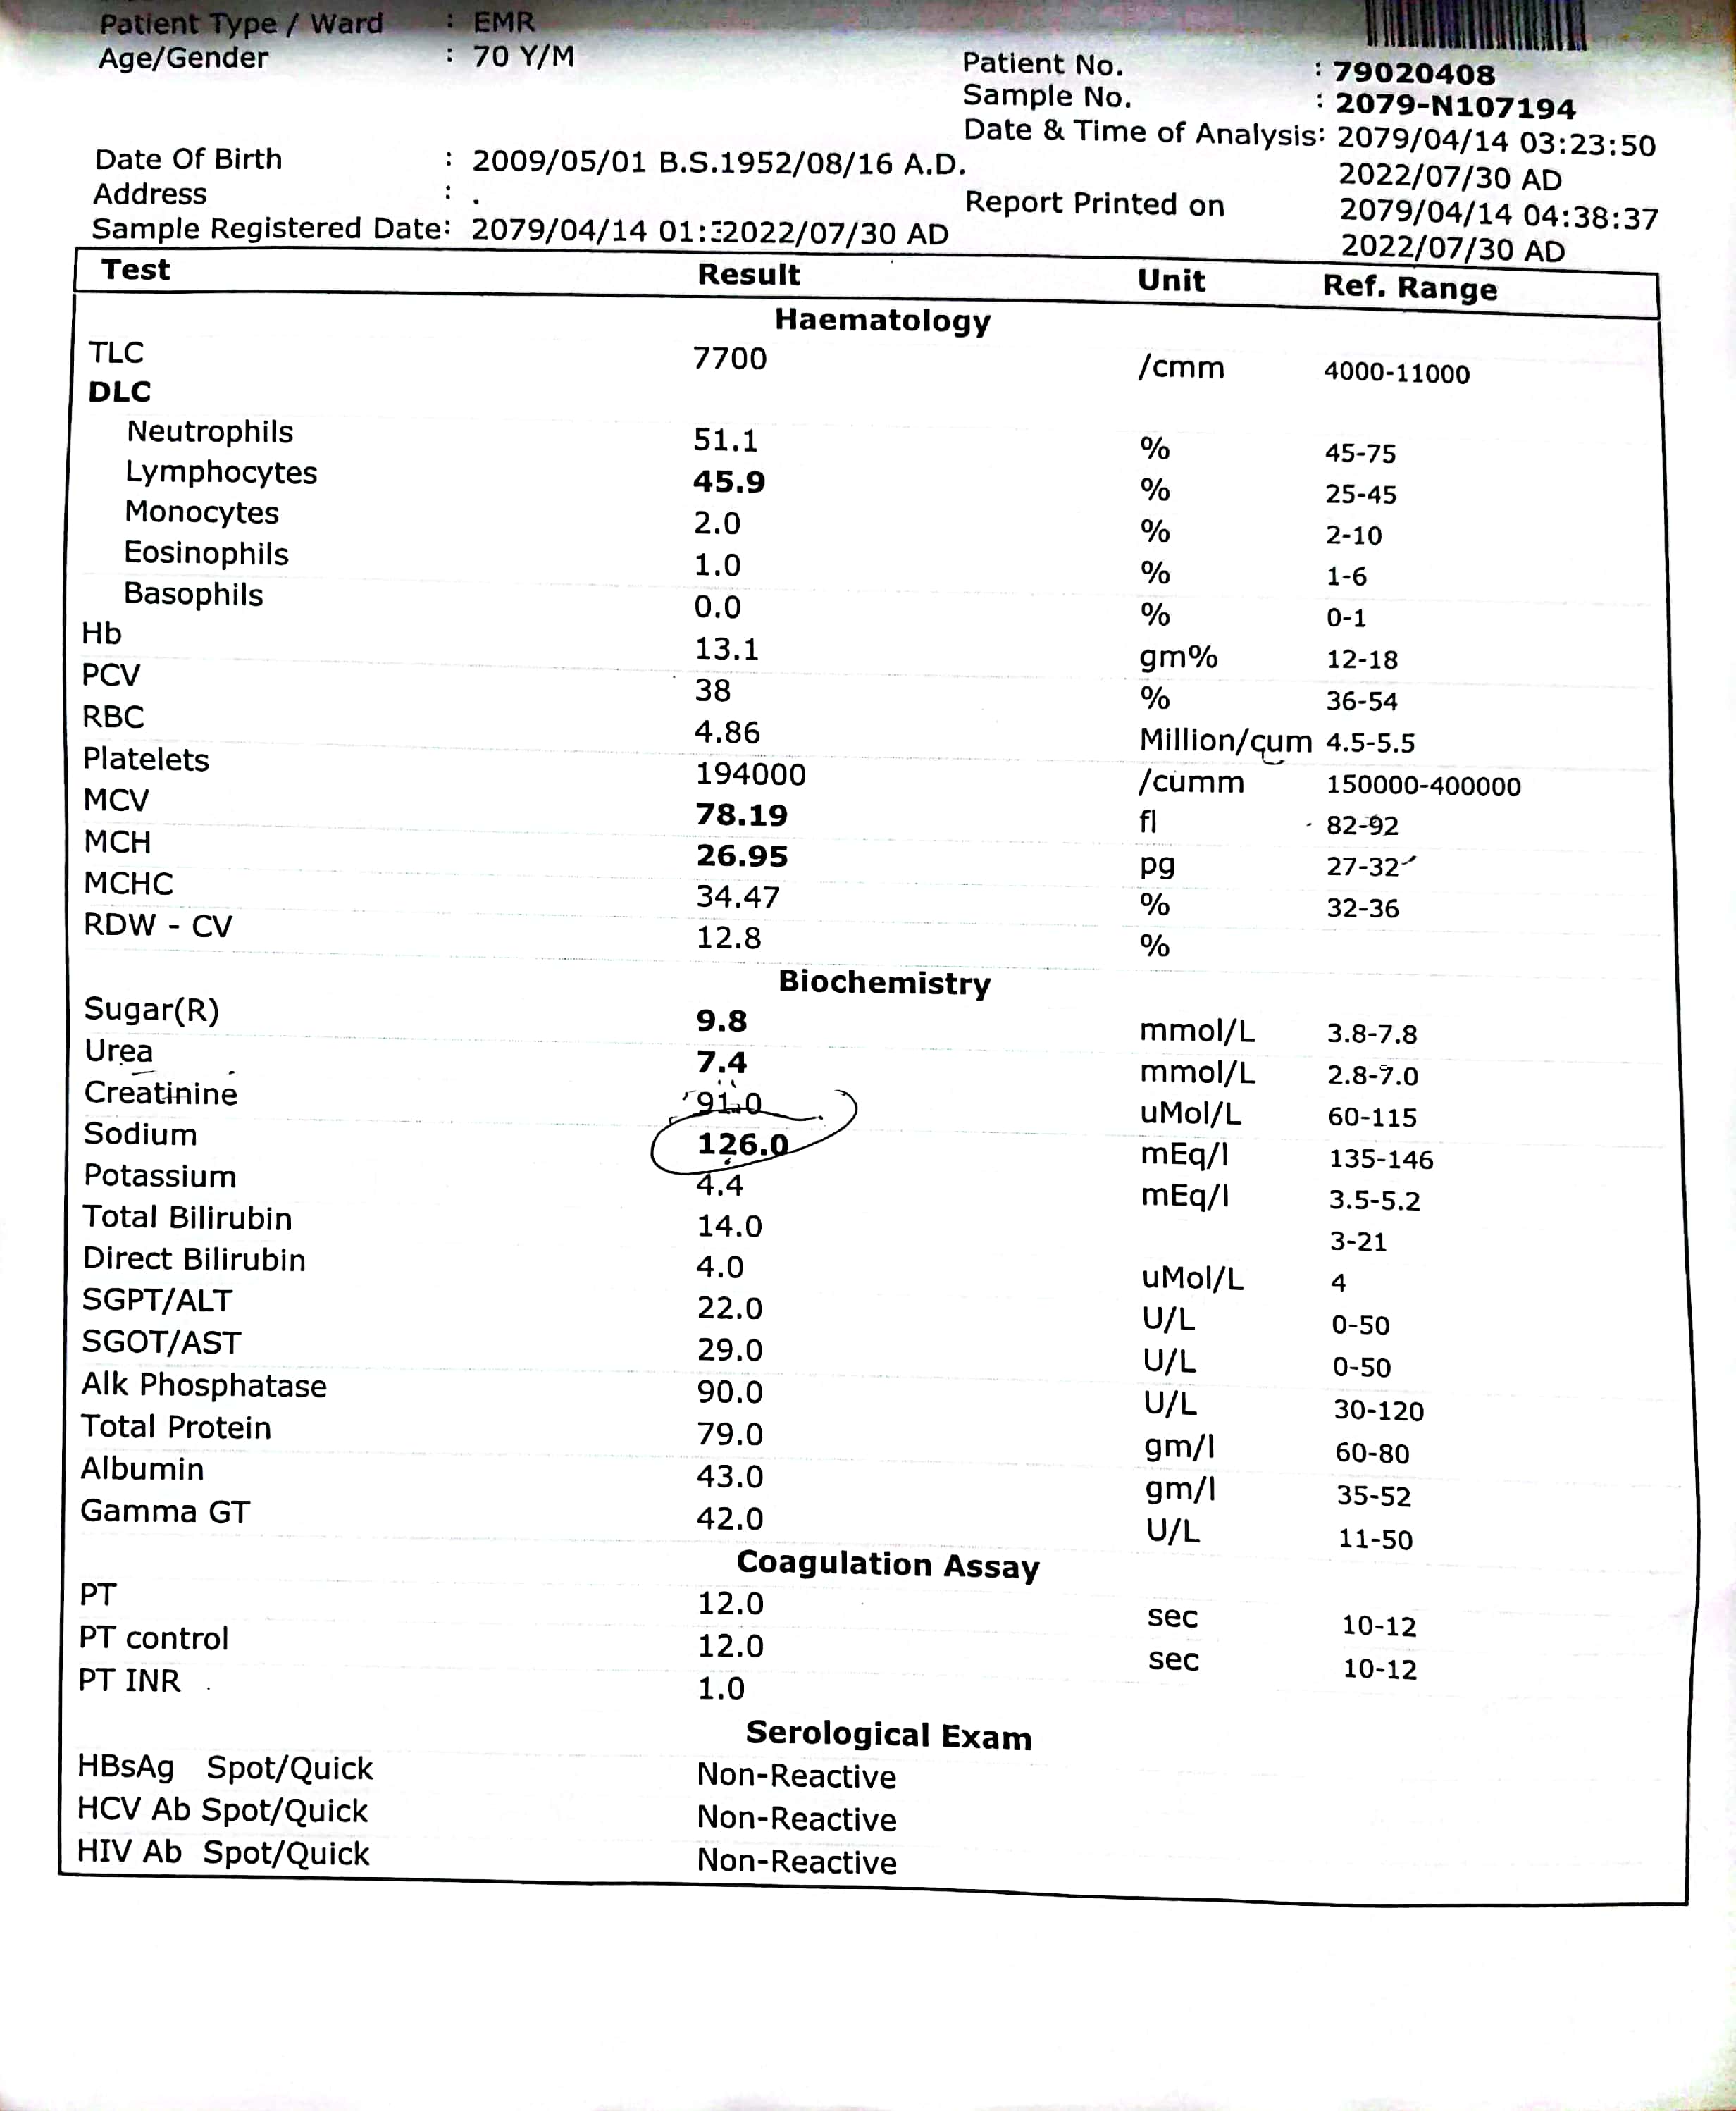 Patient Type / Ward : EMR
Age/Gender : 70 Y/M
Patient No. : 79020408
Sample No. : 2079-N107194
Date & Time of Analysis: 2079/04/14 03:23:50
2022/07/30 AD
Date Of Birth : 2009/05/01 B.S.1952/08/16 A.D.
Address : .
Report Printed on 2079/04/14 04:38:37
2022/07/30 AD
Sample Registered Date: 2079/04/14 01: 2022/07/30 AD
Test Result Unit Ref. Range
Haematology
TLC 7700 /cmm 4000-11000
DLC
Neutrophils 51.1 % 45-75
Lymphocytes 45.9 % 25-45
Monocytes 2.0 % 2-10
Eosinophils 1.0 % 1-6
Basophils 0.0 % 0-1
Hb 13.1 gm% 12-18
PCV 38 % 36-54
RBC 4.86 Million/cum 4.5-5.5
Platelets 194000 /cumm 150000-400000
MCV 78.19 fl 82-92
MCH 26.95 pg 27-32
MCHC 34.47 % 32-36
RDW - CV 12.8 %
Biochemistry
Sugar(R) 9.8 mmol/L 3.8-7.8
Urea 7.4 mmol/L 2.8-7.0
Creatinine 91.0 uMol/L 60-115
Sodium 126.0 mEq/l 135-146
Potassium 4.4 mEq/l 3.5-5.2
Total Bilirubin 14.0 3-21
Direct Bilirubin 4.0 uMol/L 4
SGPT/ALT 22.0 U/L 0-50
SGOT/AST 29.0 U/L 0-50
Alk Phosphatase 90.0 U/L 30-120
Total Protein 79.0 gm/l 60-80
Albumin 43.0 gm/l 35-52
Gamma GT 42.0 U/L 11-50
Coagulation Assay
PT 12.0 sec 10-12
PT control 12.0 sec 10-12
PT INR 1.0
Serological Exam
HBsAg Spot/Quick Non-Reactive
HCV Ab Spot/Quick Non-Reactive
HIV Ab Spot/Quick Non-Reactive